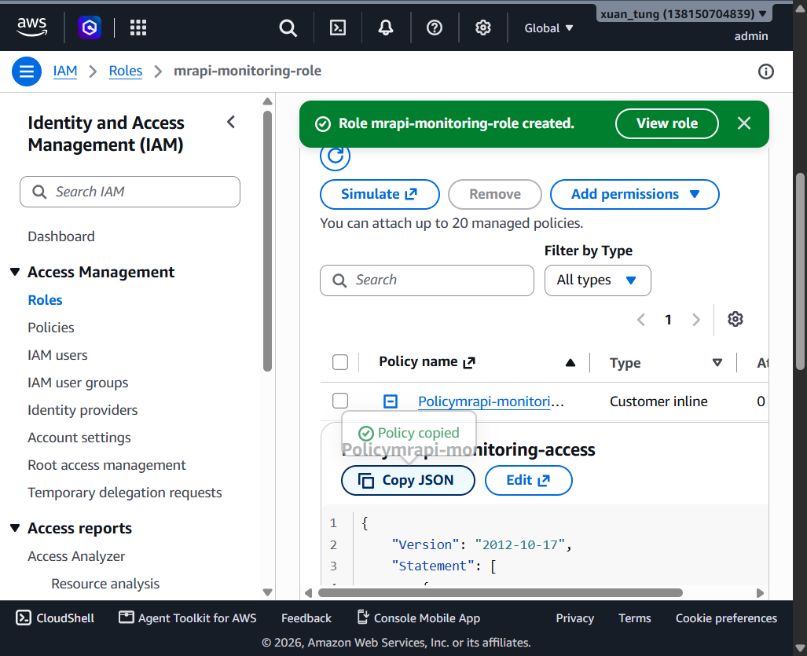 aws
Global
xuan_tung (138150704839)
admin
IAM
Roles
mrapi-monitoring-role
Identity and Access
Management (IAM)
Search IAM
Dashboard
Access Management
Roles
Policies
IAM users
IAM user groups
Identity providers
Account settings
Root access management
Temporary delegation requests
Access reports
Access Analyzer
Resource analysis
Role mrapi-monitoring-role created.
View role
Simulate
Remove
Add permissions
You can attach up to 20 managed policies.
Filter by Type
Search
All types
1
Policy name
Type
At
Policymrapi-monitori...
Customer inline
0
Policy copied
Policymrapi-monitoring-access
Copy JSON
Edit
1 {
2 "Version": "2012-10-17",
3 "Statement": [
CloudShell
Agent Toolkit for AWS
Feedback
Console Mobile App
Privacy
Terms
Cookie preferences
© 2026, Amazon Web Services, Inc. or its affiliates.